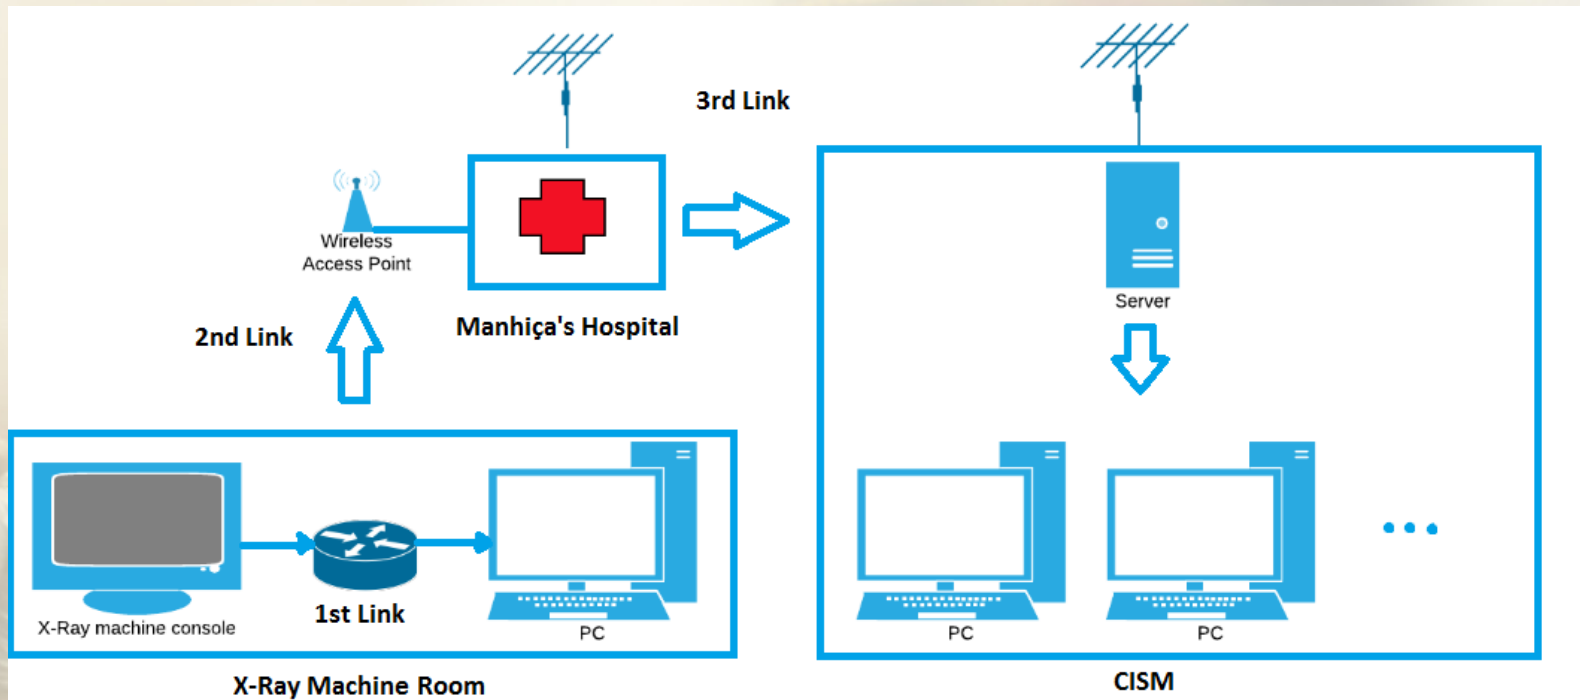 3rd Link
Wireless
Access Point
Manhiça's Hospital
2nd Link
Server
X-Ray machine console
1st Link
PC
X-Ray Machine Room
PC
PC
CISM